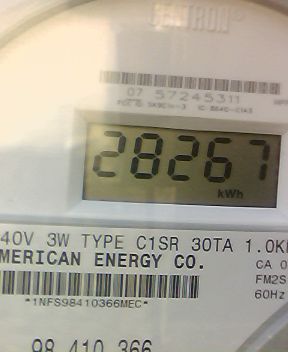 CENTRON®
07 57245311
28267
kWh
40V 3W TYPE C1SR 30TA 1.0K
MERICAN ENERGY CO.
CA 0
FM2S
60Hz
*1NFS98410366MEC*
98 410 366